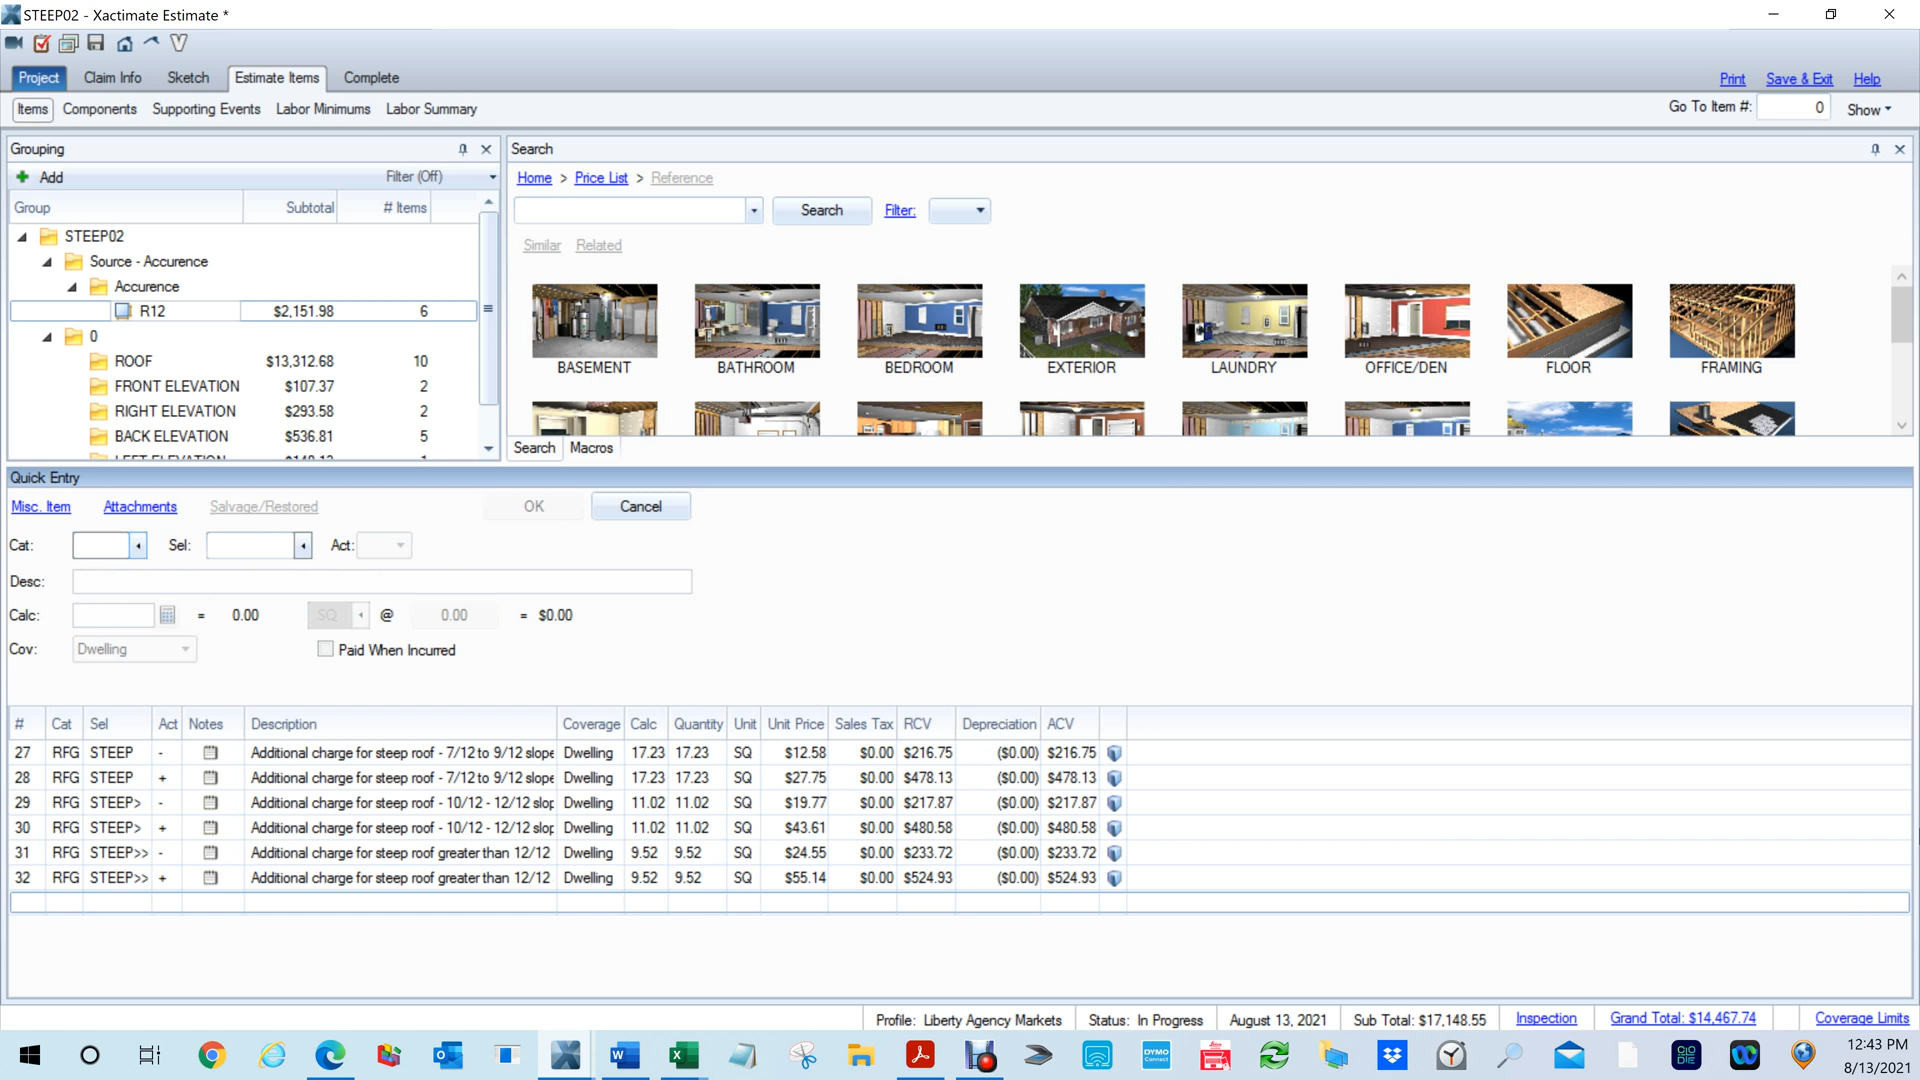 STEEP02 - Xactimate Estimate *
Project Claim Info Sketch Estimate Items Complete
Print Save & Exit Help
Items Components Supporting Events Labor Minimums Labor Summary
Go To Item #: 0 Show
Grouping
Add Filter (Off)
Group Subtotal # Items
STEEP02
Source - Accurence
Accurence
R12 $2,151.98 6
0
ROOF $13,312.68 10
FRONT ELEVATION $107.37 2
RIGHT ELEVATION $293.58 2
BACK ELEVATION $536.81 5
Search
Home > Price List > Reference
Search Filter:
Similar Related
BASEMENT BATHROOM BEDROOM EXTERIOR LAUNDRY OFFICE/DEN FLOOR FRAMING
Search Macros
Quick Entry
Misc. Item Attachments Salvage/Restored OK Cancel
Cat: Sel: Act:
Desc:
Calc: = 0.00 SQ @ 0.00 = $0.00
Cov: Dwelling Paid When Incurred
# Cat Sel Act Notes Description Coverage Calc Quantity Unit Unit Price Sales Tax RCV Depreciation ACV
27 RFG STEEP - Additional charge for steep roof - 7/12 to 9/12 slope Dwelling 17.23 17.23 SQ $12.58 $0.00 $216.75 ($0.00) $216.75
28 RFG STEEP + Additional charge for steep roof - 7/12 to 9/12 slope Dwelling 17.23 17.23 SQ $27.75 $0.00 $478.13 ($0.00) $478.13
29 RFG STEEP> - Additional charge for steep roof - 10/12 - 12/12 slop Dwelling 11.02 11.02 SQ $19.77 $0.00 $217.87 ($0.00) $217.87
30 RFG STEEP> + Additional charge for steep roof - 10/12 - 12/12 slop Dwelling 11.02 11.02 SQ $43.61 $0.00 $480.58 ($0.00) $480.58
31 RFG STEEP>> - Additional charge for steep roof greater than 12/12 Dwelling 9.52 9.52 SQ $24.55 $0.00 $233.72 ($0.00) $233.72
32 RFG STEEP>> + Additional charge for steep roof greater than 12/12 Dwelling 9.52 9.52 SQ $55.14 $0.00 $524.93 ($0.00) $524.93
Profile: Liberty Agency Markets Status: In Progress August 13, 2021 Sub Total: $17,148.55 Inspection Grand Total: $14,467.74 Coverage Limits
DYMO
Connect
12:43 PM
8/13/2021